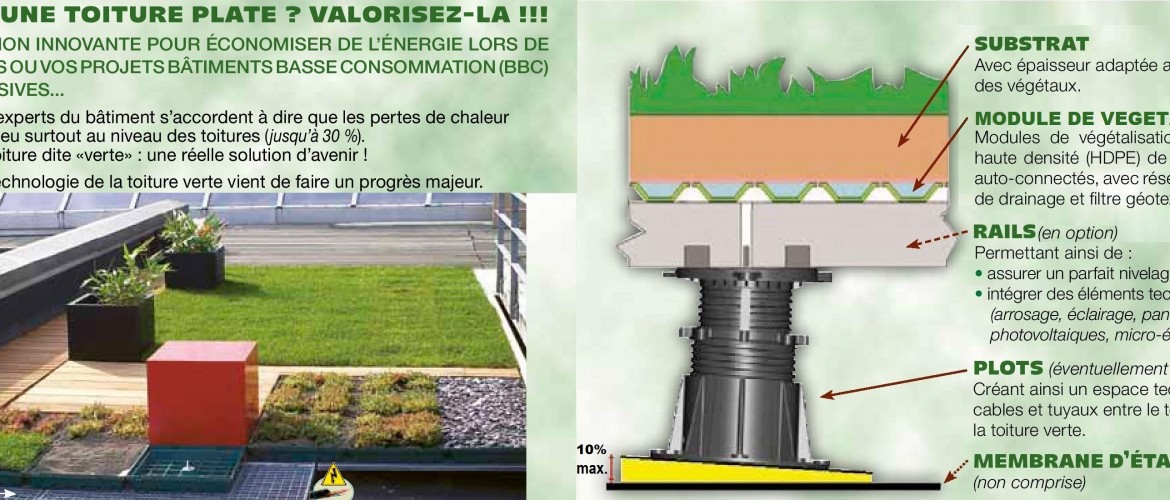 UNE TOITURE PLATE ? VALORISEZ-LA !!!
ION INNOVANTE POUR ÉCONOMISER DE L'ÉNERGIE LORS DE
S OU VOS PROJETS BÂTIMENTS BASSE CONSOMMATION (BBC)
SIVES...
experts du bâtiment s'accordent à dire que les pertes de chaleur
eu surtout au niveau des toitures (jusqu'à 30 %).
oiture dite «verte» : une réelle solution d'avenir !
echnologie de la toiture verte vient de faire un progrès majeur.
SUBSTRAT
Avec épaisseur adaptée a
des végétaux.
MODULE DE VEGET
Modules de végétalisatio
haute densité (HDPE) de
auto-connectés, avec rése
de drainage et filtre géotex
RAILS (en option)
Permettant ainsi de :
• assurer un parfait nivelag
• intégrer des éléments tec
(arrosage, éclairage, pan
photovoltaiques, micro-é
PLOTS (éventuellement
Créant ainsi un espace tec
cables et tuyaux entre le to
la toiture verte.
MEMBRANE D'ÉTA
(non comprise)
10%
max.